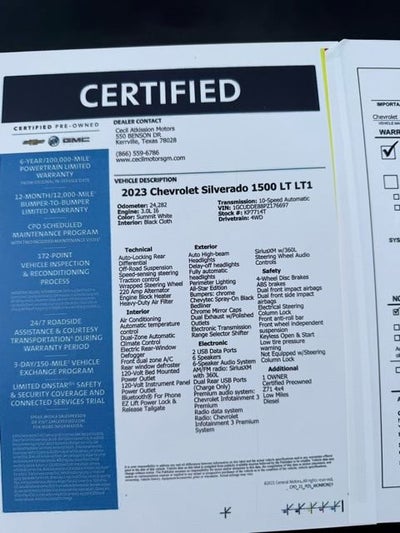 CERTIFIED
CERTIFIED PRE-OWNED
GMC
6-YEAR/100,000-MILE
POWERTRAIN LIMITED
WARRANTY
12-MONTH/12,000-MILE
BUMPER-TO-BUMPER
LIMITED WARRANTY
CPO SCHEDULED
MAINTENANCE PROGRAM
172-POINT
VEHICLE INSPECTION
& RECONDITIONING
PROCESS
24/7 ROADSIDE
ASSISTANCE & COURTESY
TRANSPORTATION DURING
WARRANTY PERIOD
3-DAY/150-MILE VEHICLE
EXCHANGE PROGRAM
LIMITED ONSTAR SAFETY
& SECURITY COVERAGE AND
CONNECTED SERVICES TRIAL
DEALER CONTACT
Cecil Atkission Motors
550 BENSON DR.
Kerrville, Texas 78028
(866) 559-6786
www.cecilmotorsgm.com
VEHICLE DESCRIPTION
2023 Chevrolet Silverado 1500 LT LT1
Odometer: 24,282
Engine: 3.0L I6
Color: Summit White
Interior: Black Cloth
Transmission: 10-Speed Automatic
Stock #: KP7714T
Drivetrain: 4WD
Technical
Auto-Locking Rear
Differential
Off-Road Suspension
Speed-sensing steering
Traction control
Wrapped Steering Wheel
220 Amp Alternator
Engine Block Heater
Heavy-Duty Air Filter
Interior
Air Conditioning
Automatic temperature
control
Dual-Zone Automatic
Climate Control
Electric Rear-Window
Defogger
Front dual zone A/C
Rear window defroster
120-Volt Bed Mounted
Power Outlet
120-Volt Instrument Panel
Power Outlet
Bluetooth® For Phone
EZ Lift Power Lock &
Release Tailgate
Exterior
Auto High-beam
Headlights
Delay-off headlights
Fully automatic
headlights
Perimeter Lighting
All-Star Edition
Bumpers: chrome
Chevytec Spray-On Black
Bedliner
Chrome Mirror Caps
Dual Exhaust w/Polished
Outlets
Electronic Transmission
Range Selector Shifter
Electronic
2 USB Data Ports
6 Speakers
6-Speaker Audio System
AM/FM radio: SiriusXM
with 360L
Dual Rear USB Ports
(Charge Only)
Premium audio system:
Chevrolet Infotainment 3
Premium
Radio data system
Radio: Chevrolet
Infotainment 3 Premium
System
SiriusXM w/360L
Steering Wheel Audio
Controls
Safety
4-Wheel Disc Brakes
ABS brakes
Dual front impact airbags
Dual front side impact
airbags
Electrical Steering
Column Lock
Front anti-roll bar
Front wheel independent
suspension
Keyless Open & Start
Low tire pressure
warning
Not Equipped w/Steering
Column Lock
Additional
1 OWNER
Certified Preowned
Z71 4x4
Low Miles
Diesel
IMPORTA
Chevrolet
WARR
SYS
NO